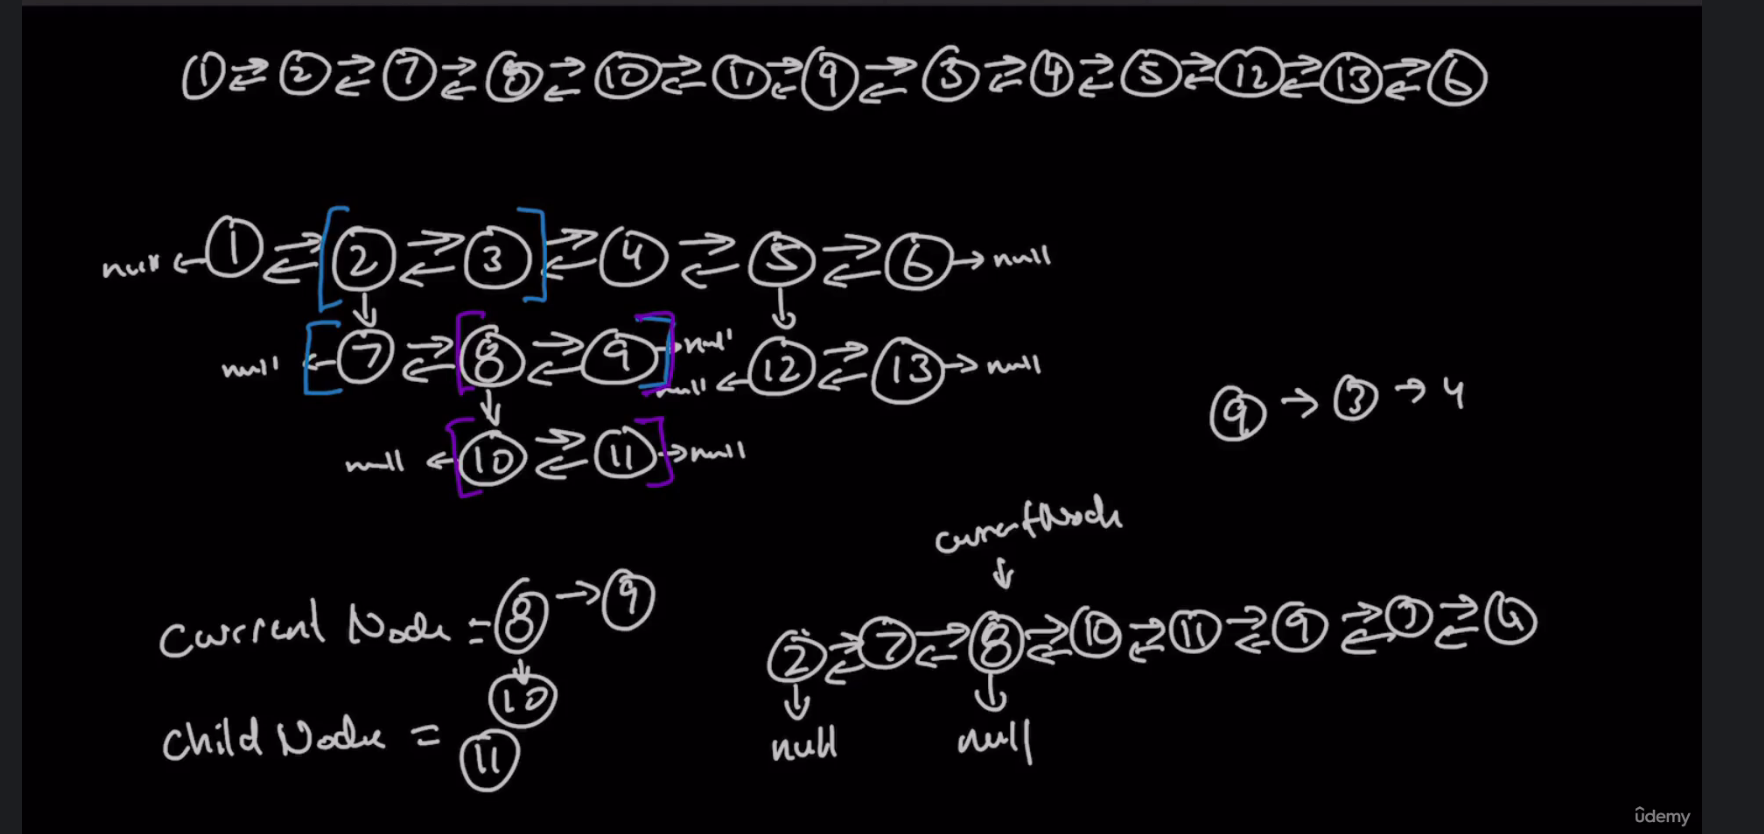 1 ⇌ 2 ⇌ 7 ⇌ 8 ⇌ 10 ⇌ 11 ⇌ 9 ⇌ 3 ⇌ 4 ⇌ 5 ⇌ 12 ⇌ 13 ⇌ 6
null ← 1 ⇌ [ 2 ⇌ 3 ] ⇌ 4 ⇌ 5 ⇌ 6 → null
null [ ← 7 ⇌ [ 8 ⇌ 9 ] ] → null
null ← 12 ⇌ 13 → null
9 → 3 → 4
null ← [ 10 ⇌ 11 ] → null
currentNode
Current Node = 8 → 9
10
Child Node =
11
2 ⇌ 7 ⇌ 8 ⇌ 10 ⇌ 11 ⇌ 9 ⇌ 3 ⇌ 4
null null
ûdemy